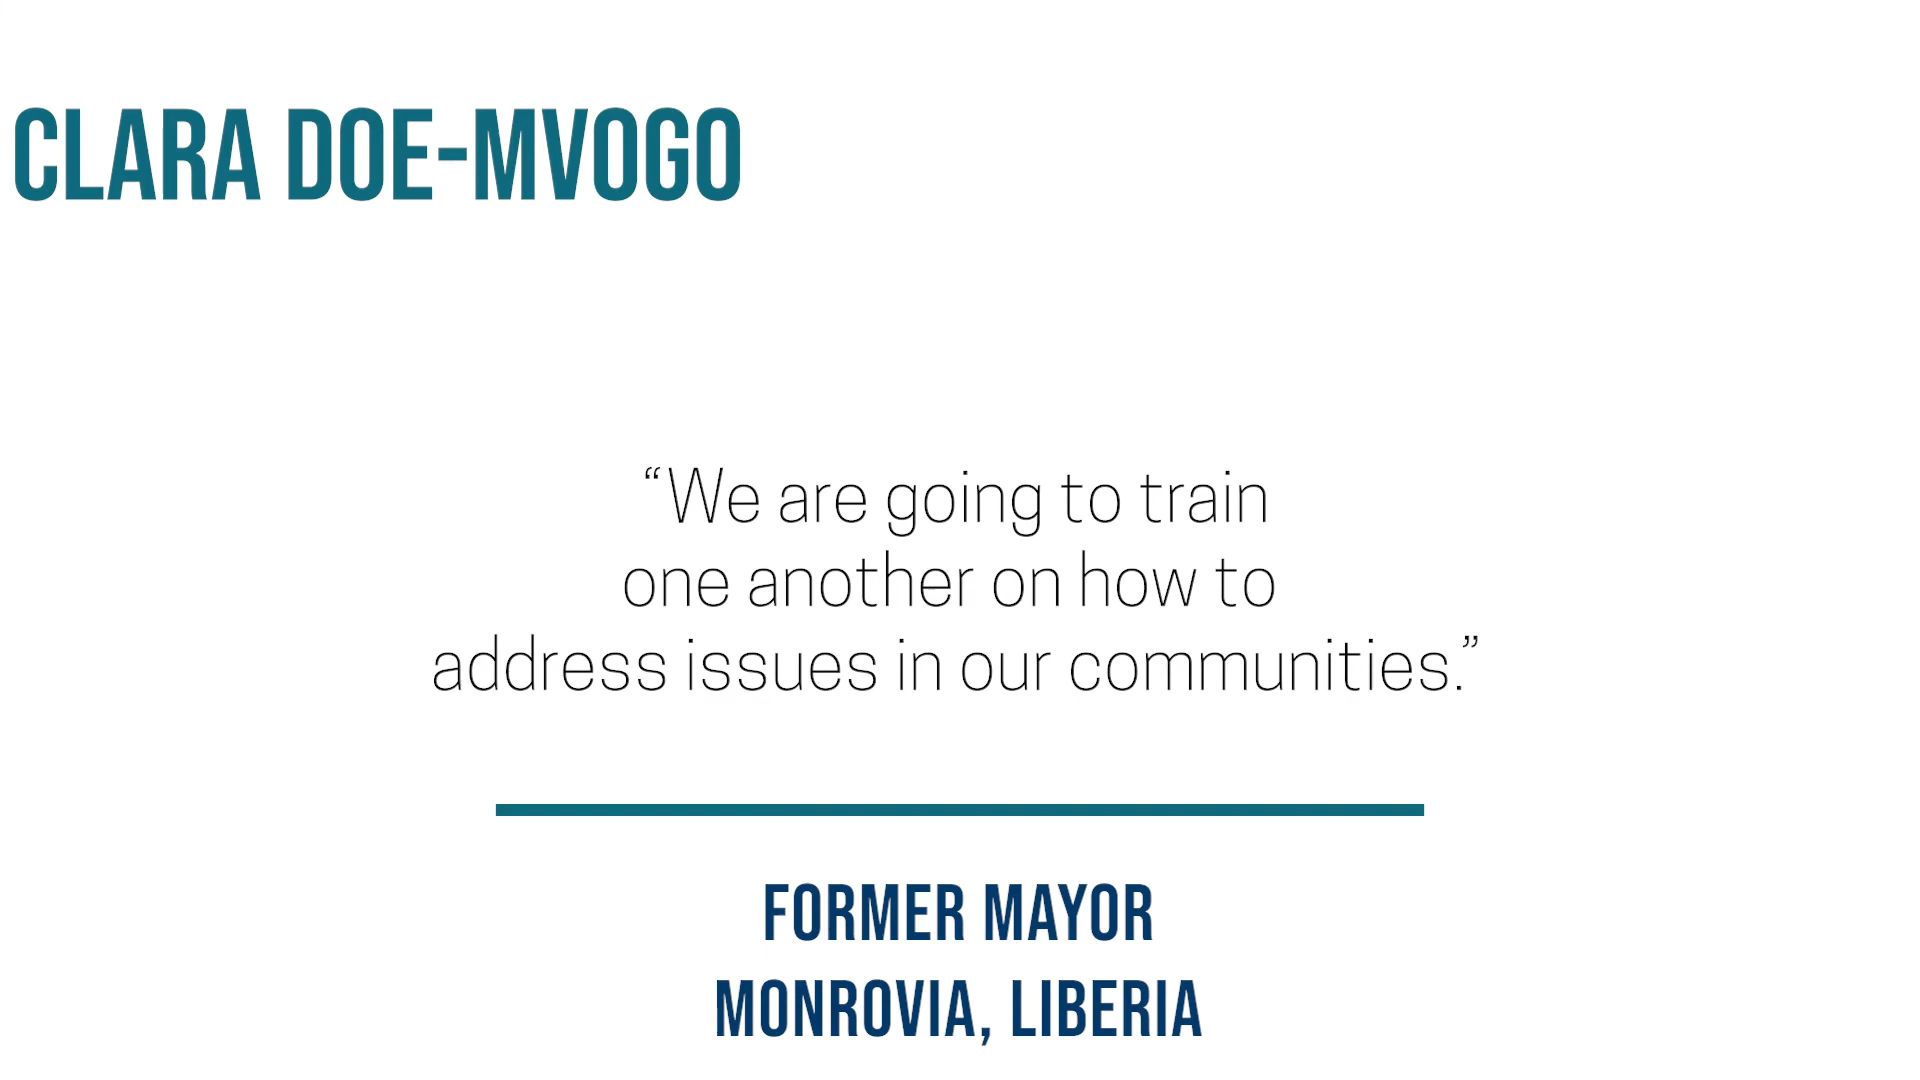 CLARA DOE-MVOGO
“We are going to train
one another on how to
address issues in our communities.”
FORMER MAYOR
MONROVIA, LIBERIA